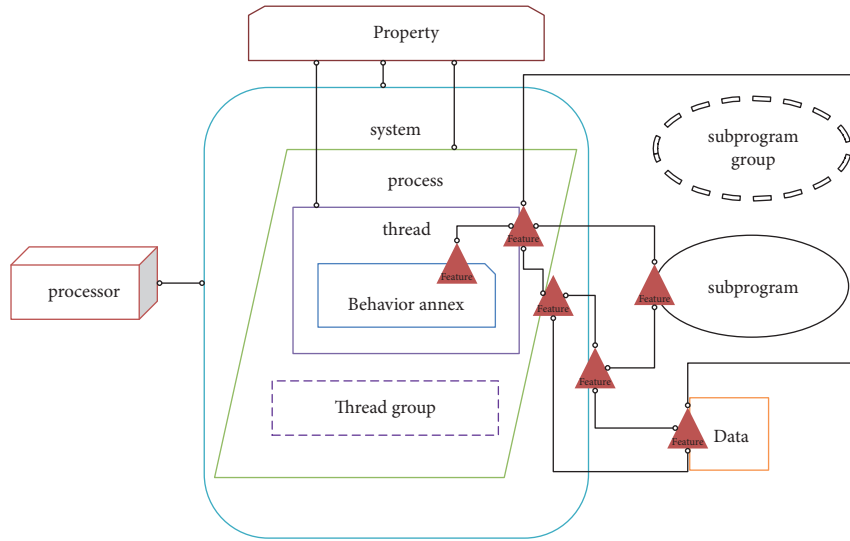 Property
system
subprogram
group
process
thread
Feature
Feature
processor
Behavior annex
Feature
Feature
subprogram
Feature
Thread group
Feature
Data